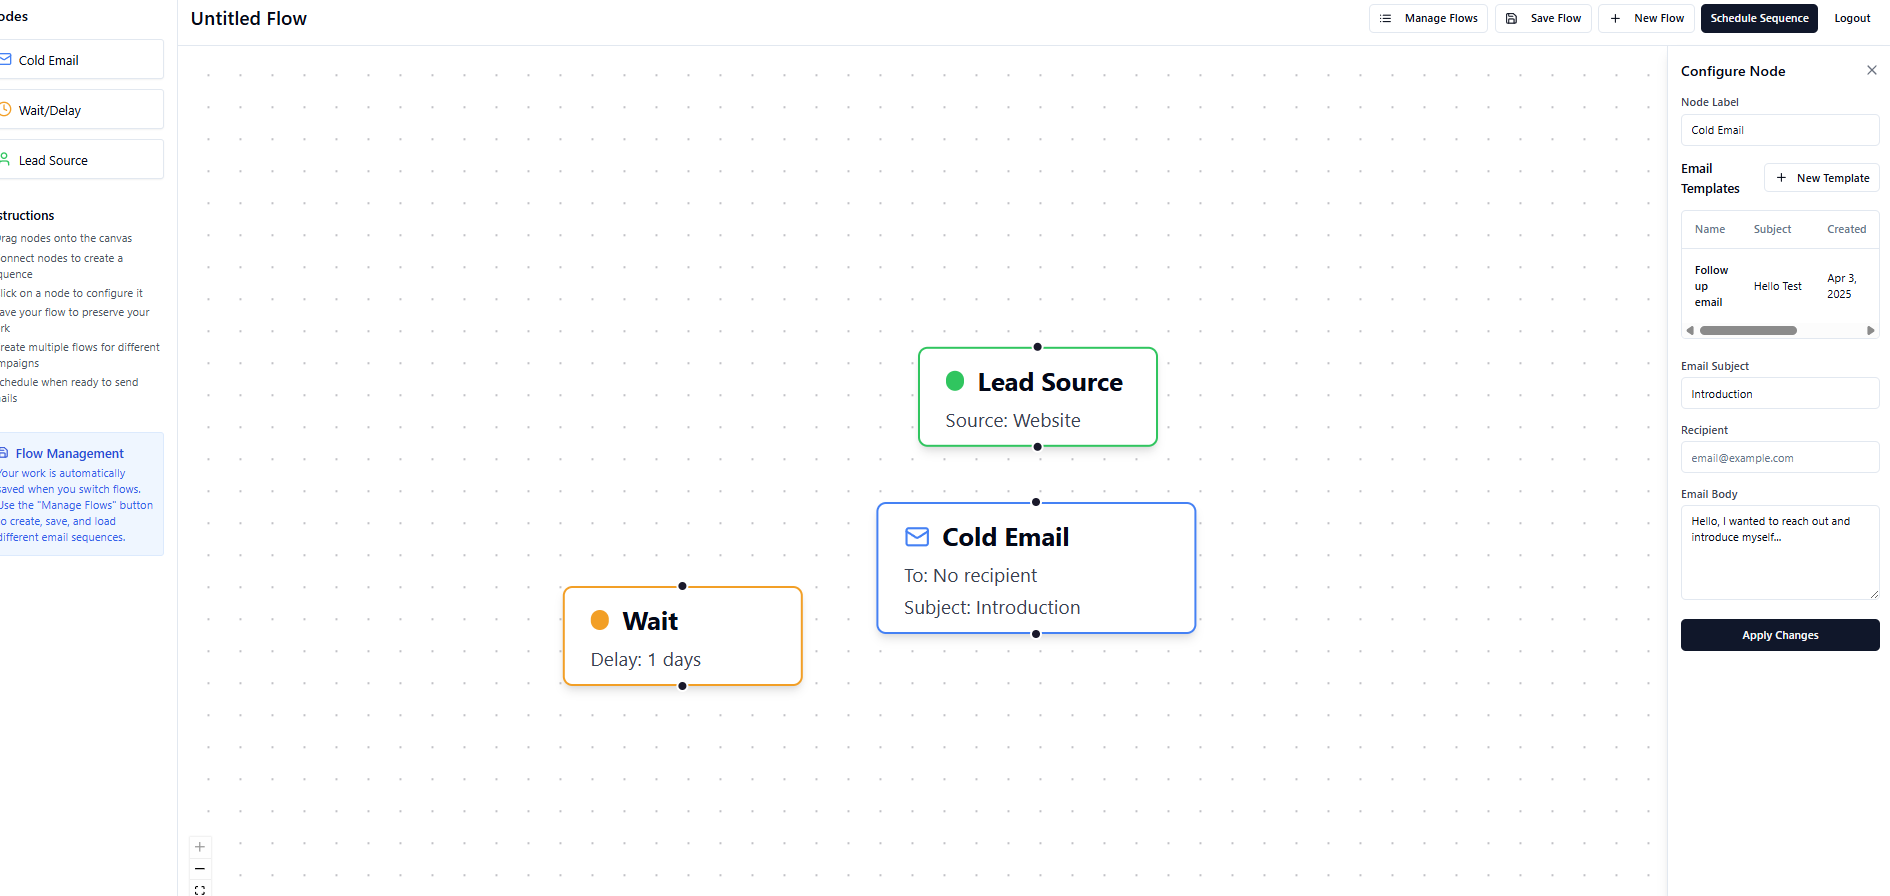 odes
Cold Email
Wait/Delay
Lead Source
structions
rag nodes onto the canvas
onnect nodes to create a
quence
lick on a node to configure it
ave your flow to preserve your
rk
reate multiple flows for different
mpaigns
chedule when ready to send
ails
Flow Management
Your work is automatically
saved when you switch flows.
Use the "Manage Flows" button
to create, save, and load
different email sequences.
Untitled Flow
Manage Flows
Save Flow
New Flow
Schedule Sequence
Logout
Lead Source
Source: Website
Cold Email
To: No recipient
Subject: Introduction
Wait
Delay: 1 days
Configure Node
Node Label
Cold Email
Email
Templates
New Template
Name Subject Created
Follow
up
email
Hello Test
Apr 3,
2025
Email Subject
Introduction
Recipient
email@example.com
Email Body
Hello, I wanted to reach out and
introduce myself...
Apply Changes